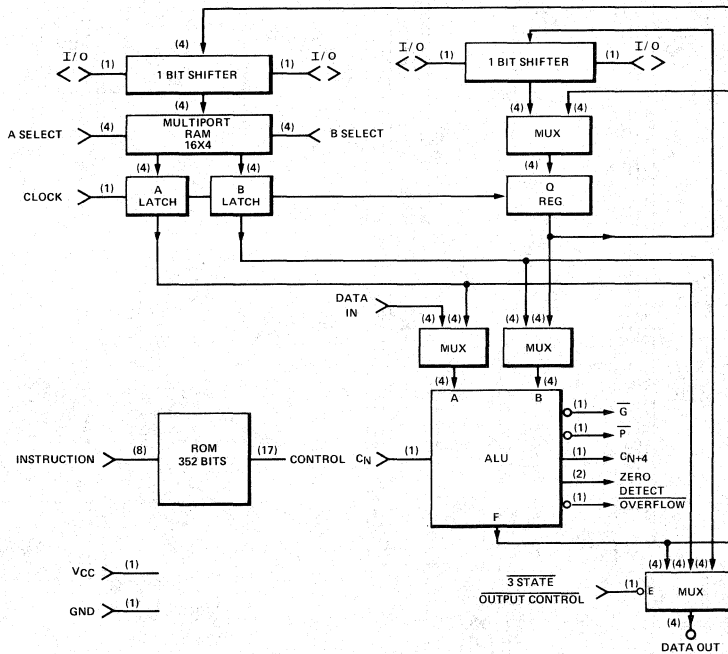 (4)
I/O
(1)
1 BIT SHIFTER
(1)
I/O
(4)
A SELECT
(4)
MULTIPORT
RAM
16X4
(4)
B SELECT
(4)
(4)
CLOCK
(1)
A
LATCH
B
LATCH
I/O
(1)
1 BIT SHIFTER
(1)
I/O
(4)
(4)
MUX
(4)
Q
REG
DATA
IN
(4)
(4)
(4)
(4)
MUX
MUX
(4)
(4)
A
B
INSTRUCTION
(8)
ROM
352 BITS
(17)
CONTROL
CN
(1)
ALU
F
(1)
G
(1)
P
(1)
CN+4
(2)
ZERO
DETECT
(1)
OVERFLOW
VCC
(1)
GND
(1)
3 STATE
OUTPUT CONTROL
(1)
E
(4)
(4)
(4)
MUX
(4)
DATA OUT